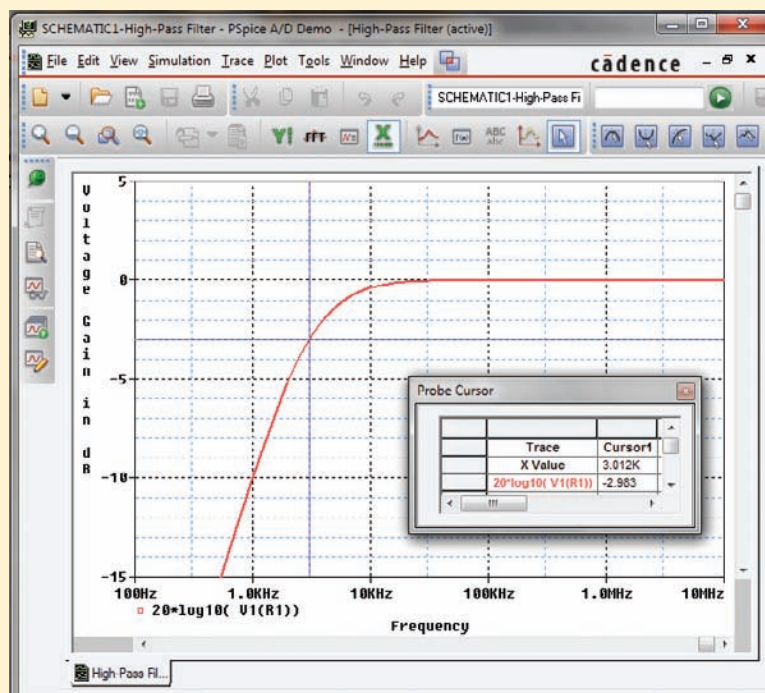 SCHEMATIC1-High-Pass Filter - PSpice A/D Demo - [High-Pass Filter (active)]
File Edit View Simulation Trace Plot Tools Window Help
cādence
SCHEMATIC1-High-Pass Fi
ABC
abc
Voltage Gain in dB
5
0
-5
-10
-15
Probe Cursor
Trace Cursor1
X Value 3.012K
20*log10( V1(R1)) -2.983
100Hz 1.0KHz 10KHz 100KHz 1.0MHz 10MHz
20*log10( V1(R1))
Frequency
High-Pass Fil...